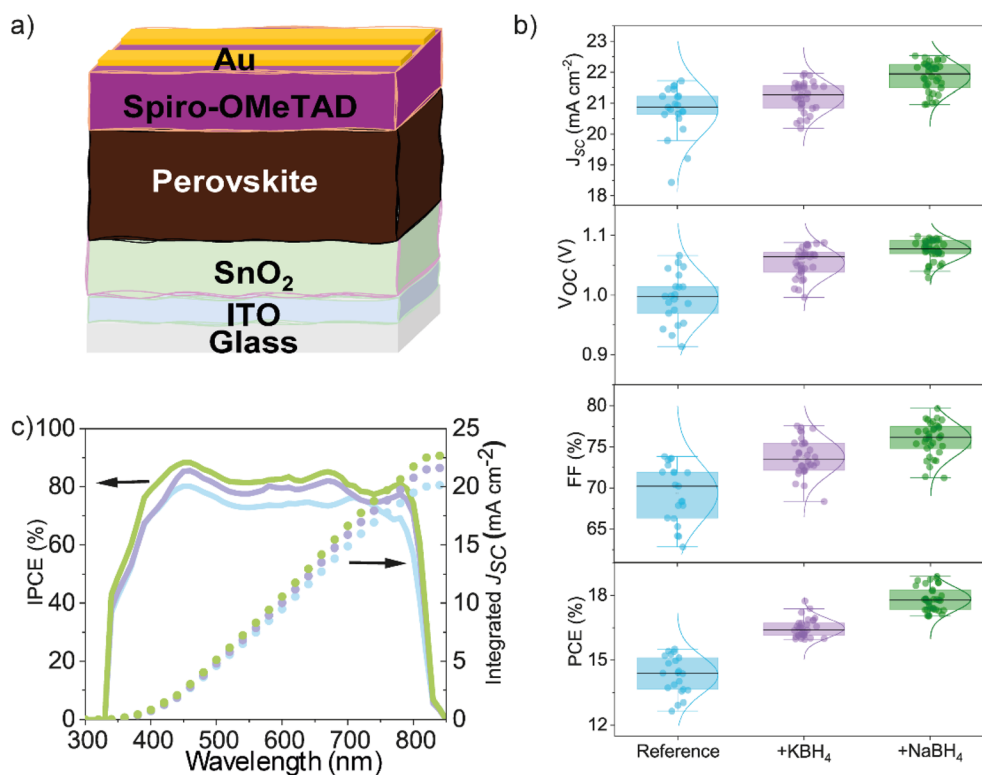 a)
Au
Spiro-OMeTAD
Perovskite
SnO₂
ITO
Glass
b)
23
22
21
20
19
18
J_SC (mA cm⁻²)
1.1
1.0
0.9
V_OC (V)
80
75
70
65
FF (%)
18
15
12
PCE (%)
Reference
+KBH₄
+NaBH₄
c)
100
80
60
40
20
0
IPCE (%)
25
20
15
10
5
0
Integrated J_SC (mA cm⁻²)
300 400 500 600 700 800
Wavelength (nm)